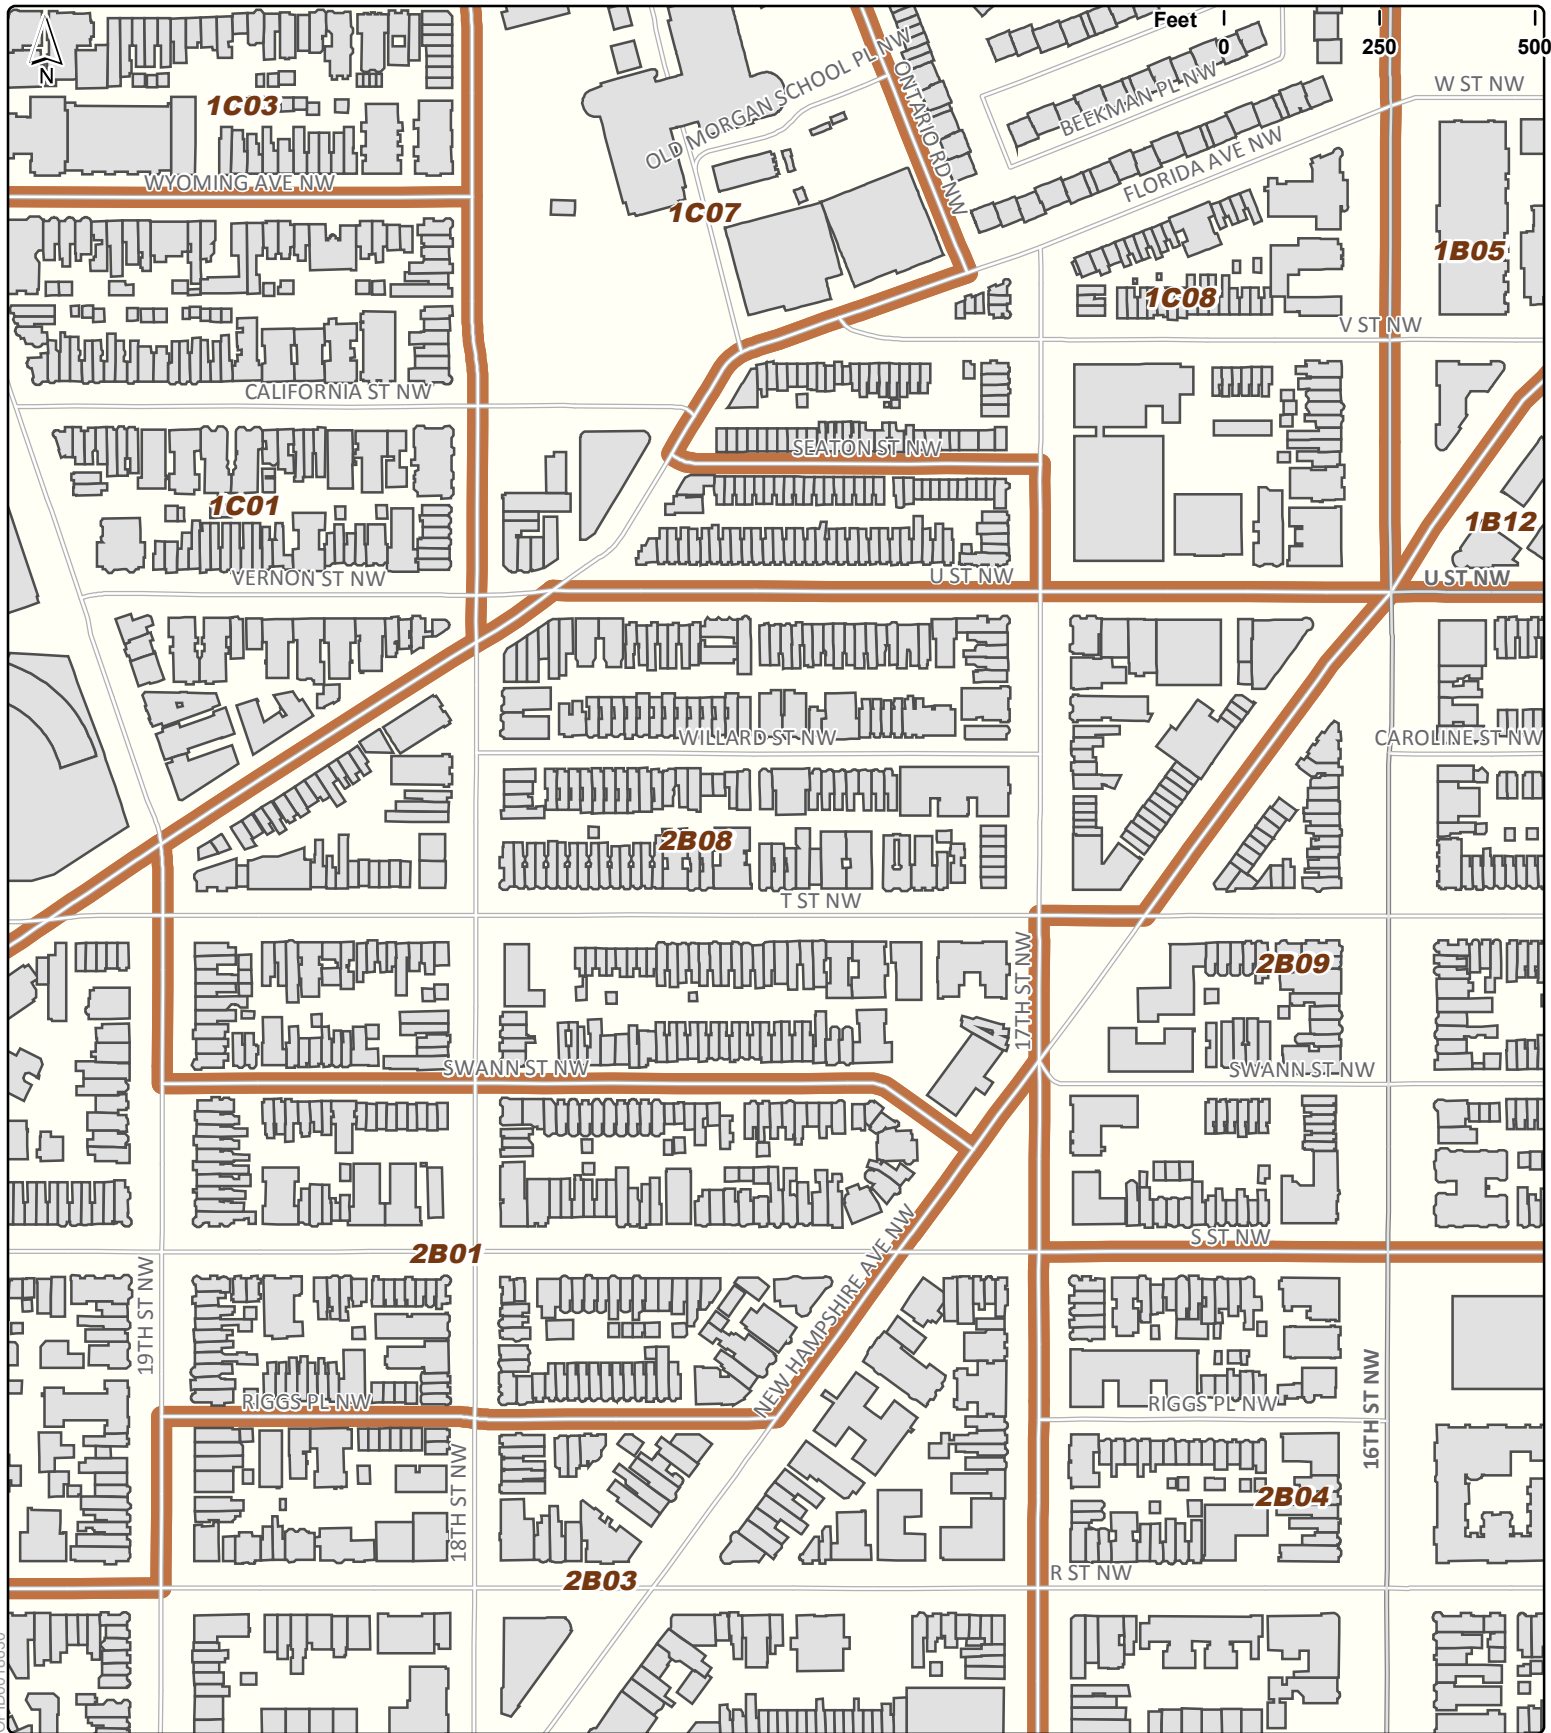 Feet
0 250 500
N
1C03
OLD MORGAN SCHOOL PL NW
ONTARIO RD NW
BEEKMAN PL NW
W ST NW
FLORIDA AVE NW
WYOMING AVE NW
1C07
1B05
1C08
V ST NW
CALIFORNIA ST NW
SEATON ST NW
1C01
1B12
VERNON ST NW
U ST NW
U ST NW
WILLARD ST NW
CAROLINE ST NW
2B08
T ST NW
17TH ST NW
2B09
SWANN ST NW
SWANN ST NW
NEW HAMPSHIRE AVE NW
S ST NW
2B01
19TH ST NW
RIGGS PL NW
RIGGS PL NW
16TH ST NW
18TH ST NW
2B04
2B03
R ST NW